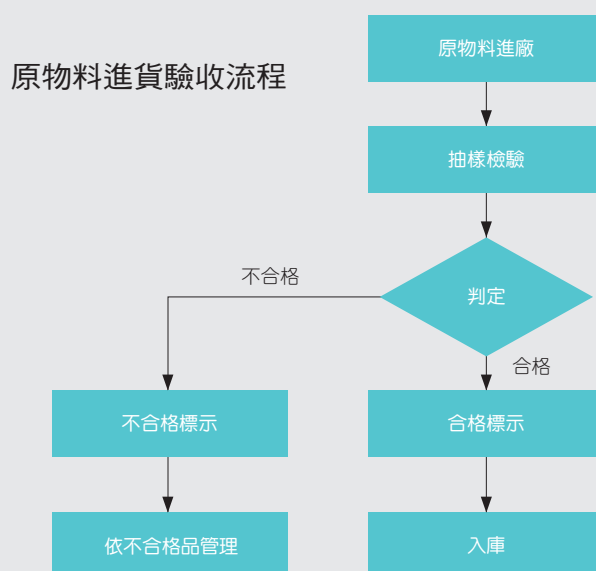 原物料進貨驗收流程
原物料進廠
抽樣檢驗
判定
不合格
合格
不合格標示
合格標示
依不合格品管理
入庫